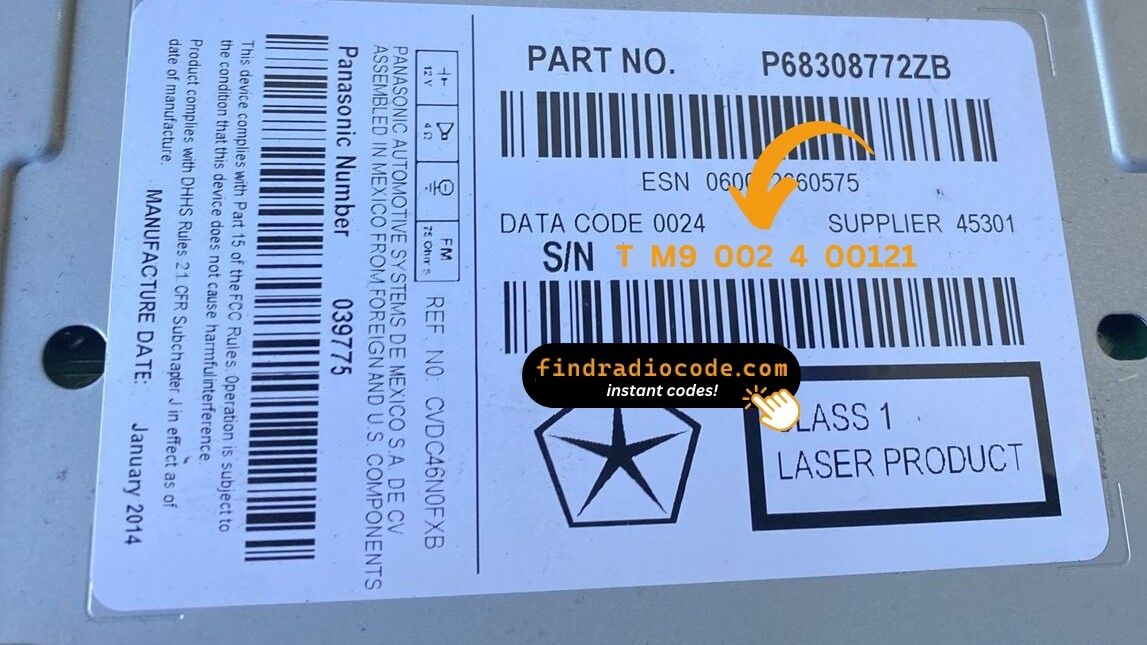 PART NO. P68308772ZB
DATA CODE 0024 SUPPLIER 45301
S/N T M9 002 4 00121
findradiocode.com
instant codes!
CLASS 1
LASER PRODUCT
12 V
4 Ω
FM
75 Ohms
REF. NO: CVDC46N0FXB
PANASONIC AUTOMOTIVE SYSTEMS DE MEXICO S.A. DE CV
ASSEMBLED IN MEXICO FROM FOREIGN AND U.S. COMPONENTS
Panasonic Number 039775
This device complies with Part 15 of the FCC Rules. Operation is subject to
the condition that this device does not cause harmful interference.
Product complies with DHHS Rules 21 CFR Subchapter J in effect as of
date of manufacture.
MANUFACTURE DATE: January 2014